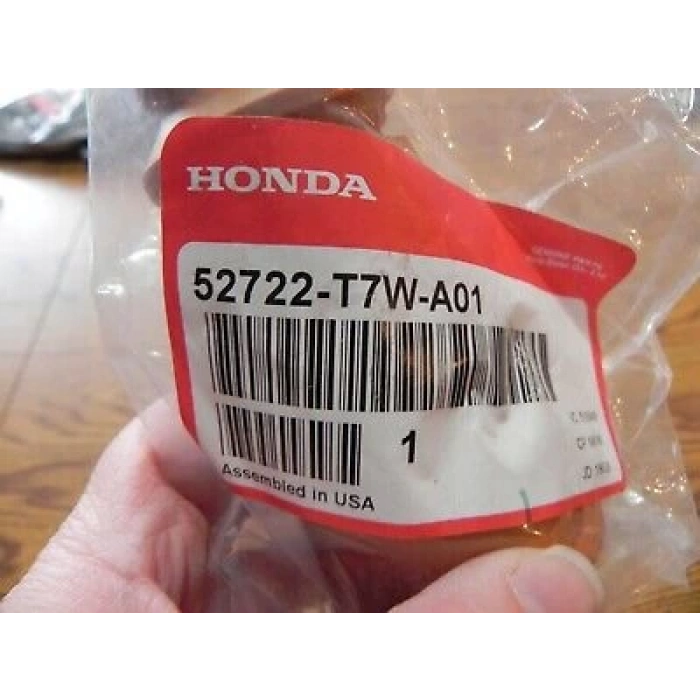 HONDA
52722-T7W-A01
1
Assembled in USA